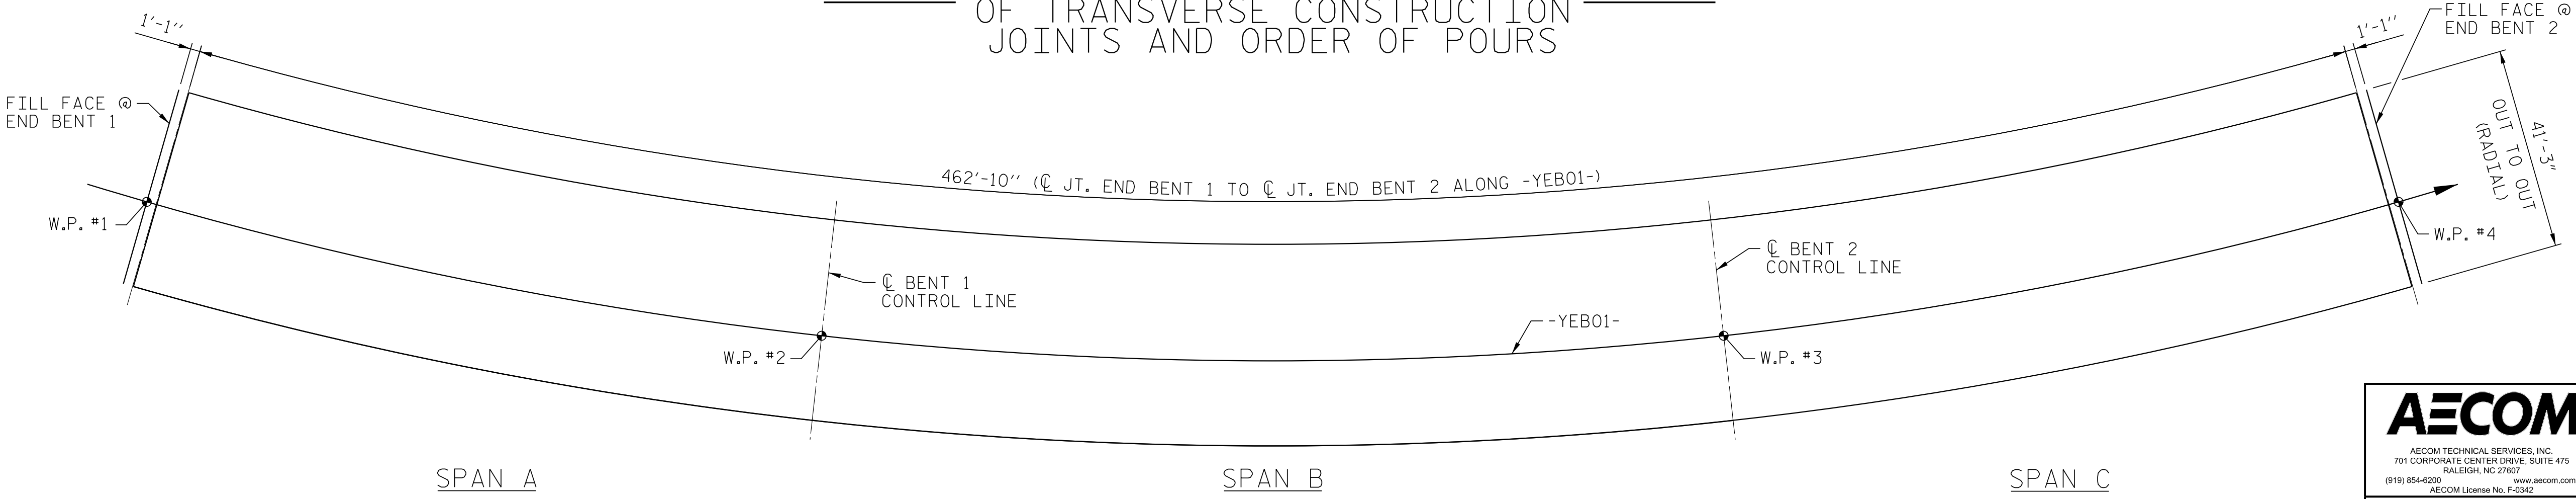 OF TRANSVERSE CONSTRUCTION
JOINTS AND ORDER OF POURS
1'-1"
1'-1"
FILL FACE @
END BENT 2
FILL FACE @
END BENT 1
41'-3"
OUT TO OUT
(RADIAL)
462'-10" (℄ JT. END BENT 1 TO ℄ JT. END BENT 2 ALONG -YEB01-)
W.P. #1
W.P. #4
℄ BENT 1
CONTROL LINE
℄ BENT 2
CONTROL LINE
-YEB01-
W.P. #2
W.P. #3
SPAN A
SPAN B
SPAN C
AECOM
AECOM TECHNICAL SERVICES, INC.
701 CORPORATE CENTER DRIVE, SUITE 475
RALEIGH, NC 27607
(919) 854-6200 www.aecom.com
AECOM License No. F-0342